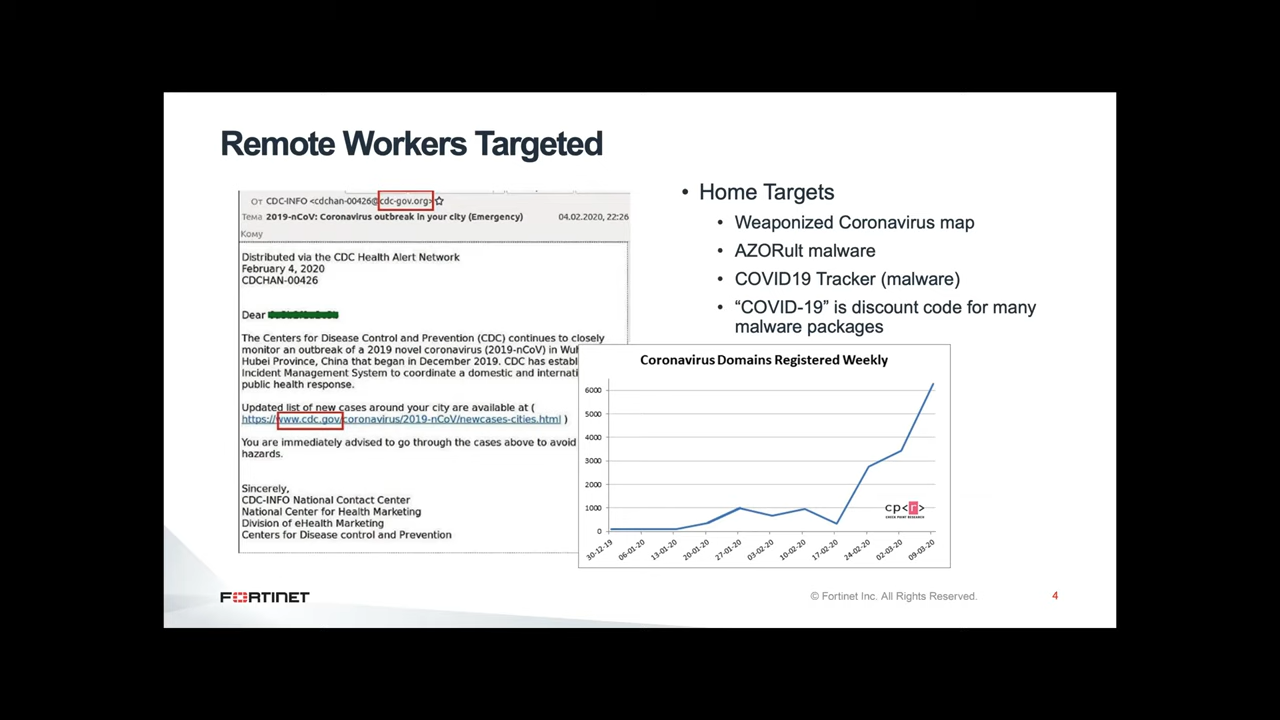 Remote Workers Targeted
От CDC-INFO <cdchan-00426@cdc-gov.org>
Тема 2019-nCoV: Coronavirus outbreak in your city (Emergency) 04.02.2020, 22:26
Кому
Distributed via the CDC Health Alert Network
February 4, 2020
CDCHAN-00426
Dear
The Centers for Disease Control and Prevention (CDC) continues to closely
monitor an outbreak of a 2019 novel coronavirus (2019-nCoV) in
Hubei Province, China that began in December 2019. CDC has
Incident Management System to coordinate a domestic and
public health response.
Updated list of new cases around your city are available at (
https://www.cdc.gov/coronavirus/2019-nCoV/newcases-cities.html )
You are immediately advised to go through the cases above to avoid
hazards.
Sincerely,
CDC-INFO National Contact Center
National Center for Health Marketing
Division of eHealth Marketing
Centers for Disease control and Prevention
• Home Targets
• Weaponized Coronavirus map
• AZORult malware
• COVID19 Tracker (malware)
• “COVID-19” is discount code for many
malware packages
Coronavirus Domains Registered Weekly
6000
5000
4000
3000
2000
1000
0
30-12-19 06-01-20 13-01-20 20-01-20 27-01-20 03-02-20 10-02-20 17-02-20 24-02-20 02-03-20 09-03-20
cp<r>
CHECK POINT RESEARCH
FORTINET
© Fortinet Inc. All Rights Reserved.
4